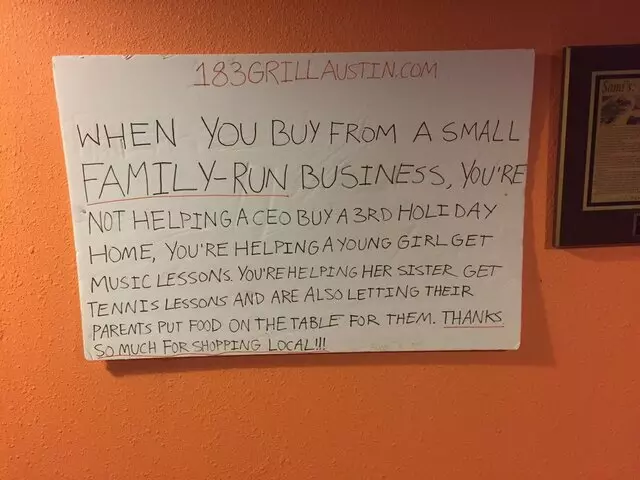 183GRILLAUSTIN.COM
WHEN YOU BUY FROM A SMALL
FAMILY-RUN BUSINESS, YOU'RE
NOT HELPING A CEO BUY A 3RD HOLIDAY
HOME, YOU'RE HELPING A YOUNG GIRL GET
MUSIC LESSONS. YOU'RE HELPING HER SISTER GET
TENNIS LESSONS AND ARE ALSO LETTING THEIR
PARENTS PUT FOOD ON THE TABLE FOR THEM. THANKS
SO MUCH FOR SHOPPING LOCAL!!!